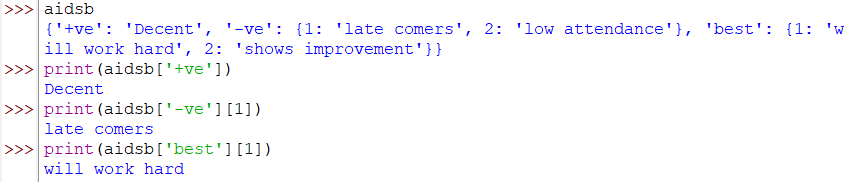 >>> aidsb
{'+ve': 'Decent', '-ve': {1: 'late comers', 2: 'low attendance'}, 'best': {1: 'w
ill work hard', 2: 'shows improvement'}}
>>> print(aidsb['+ve'])
Decent
>>> print(aidsb['-ve'][1])
late comers
>>> print(aidsb['best'][1])
will work hard